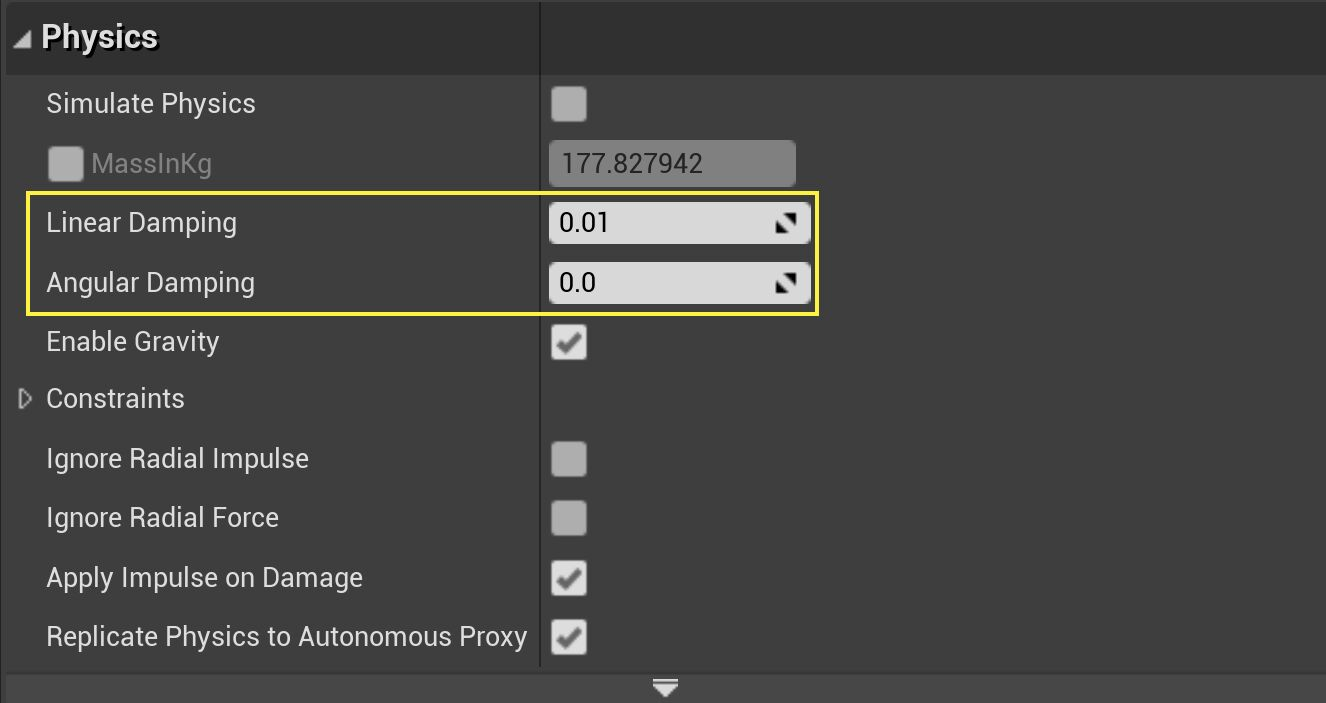 Physics
Simulate Physics
MassInKg 177.827942
Linear Damping 0.01
Angular Damping 0.0
Enable Gravity
Constraints
Ignore Radial Impulse
Ignore Radial Force
Apply Impulse on Damage
Replicate Physics to Autonomous Proxy